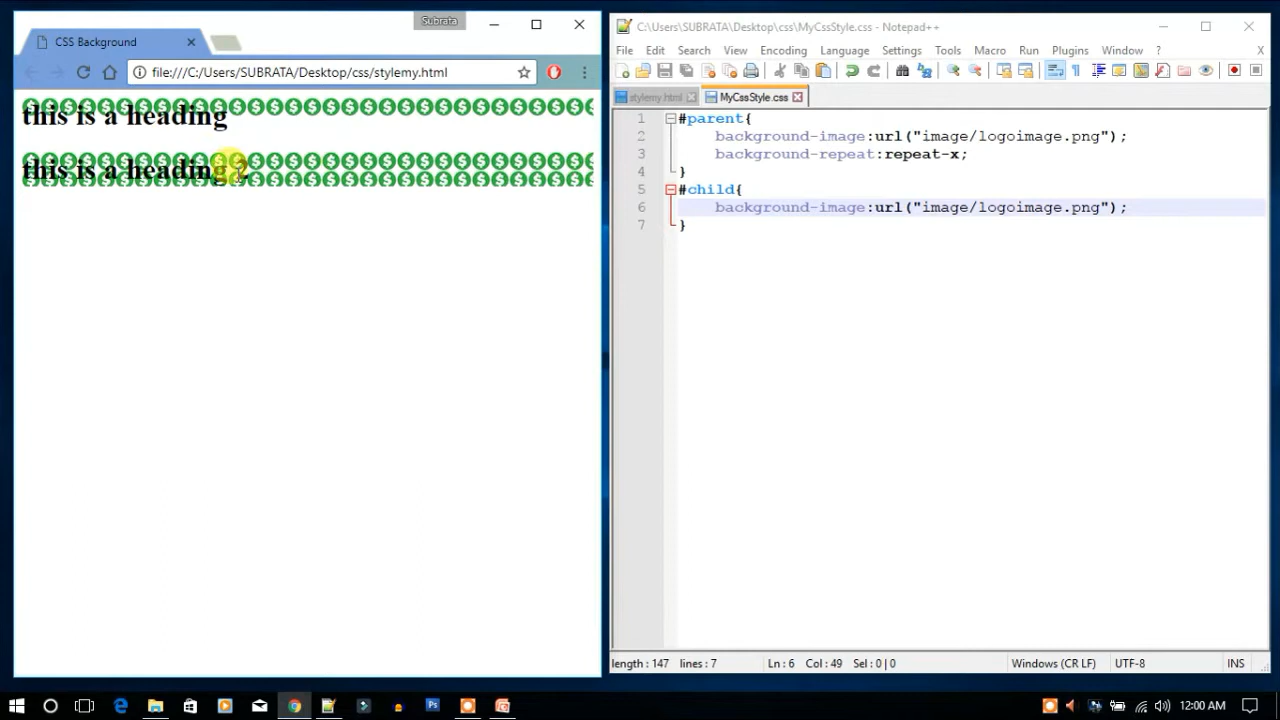 Subrata
CSS Background
file:///C:/Users/SUBRATA/Desktop/css/stylemy.html
this is a heading
this is a heading 2
C:\Users\SUBRATA\Desktop\css\MyCssStyle.css - Notepad++
File Edit Search View Encoding Language Settings Tools Macro Run Plugins Window ? X
stylemy.html MyCssStyle.css
1 #parent{
2 background-image:url("image/logoimage.png");
3 background-repeat:repeat-x;
4 }
5 #child{
6 background-image:url("image/logoimage.png");
7 }
length : 147 lines : 7 Ln : 6 Col : 49 Sel : 0 | 0 Windows (CR LF) UTF-8 INS
12:00 AM